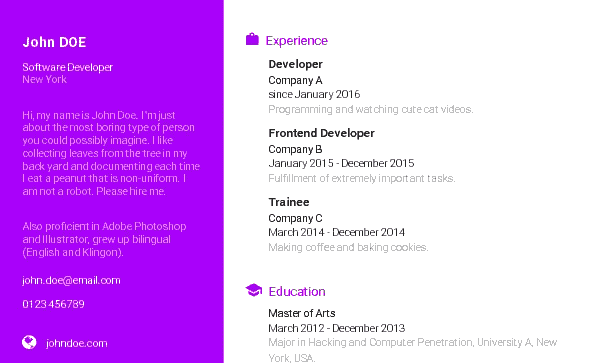 John DOE
Software Developer
New York
Hi, my name is John Doe. I'm just
about the most boring type of person
you could possibly imagine. I like
collecting leaves from the tree in my
back yard and documenting each time
I eat a peanut that is non-uniform. I
am not a robot. Please hire me.
Also proficient in Adobe Photoshop
and Illustrator, grew up bilingual
(English and Klingon).
john.doe@email.com
0123 456789
johndoe.com
Experience
Developer
Company A
since January 2016
Programming and watching cute cat videos.
Frontend Developer
Company B
January 2015 - December 2015
Fulfillment of extremely important tasks.
Trainee
Company C
March 2014 - December 2014
Making coffee and baking cookies.
Education
Master of Arts
March 2012 - December 2013
Major in Hacking and Computer Penetration, University A, New
York, USA.